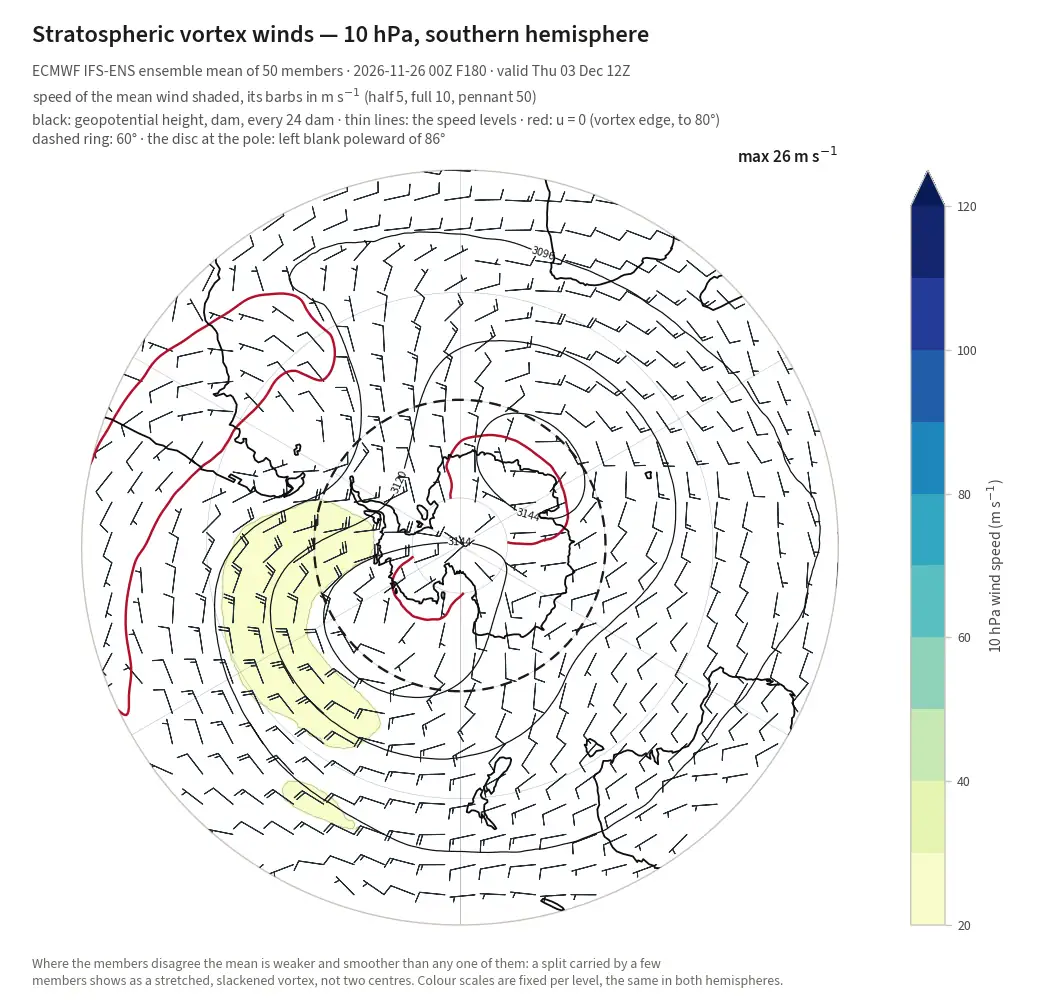 Stratospheric vortex winds — 10 hPa, southern hemisphere
ECMWF IFS-ENS ensemble mean of 50 members · 2026-11-26 00Z F180 · valid Thu 03 Dec 12Z
speed of the mean wind shaded, its barbs in m s⁻¹ (half 5, full 10, pennant 50)
black: geopotential height, dam, every 24 dam · thin lines: the speed levels · red: u = 0 (vortex edge, to 80°)
dashed ring: 60° · the disc at the pole: left blank poleward of 86°
max 26 m s⁻¹
120
100
80
60
40
20
10 hPa wind speed (m s⁻¹)
3096
3120
3144
3144
Where the members disagree the mean is weaker and smoother than any one of them: a split carried by a few
members shows as a stretched, slackened vortex, not two centres. Colour scales are fixed per level, the same in both hemispheres.